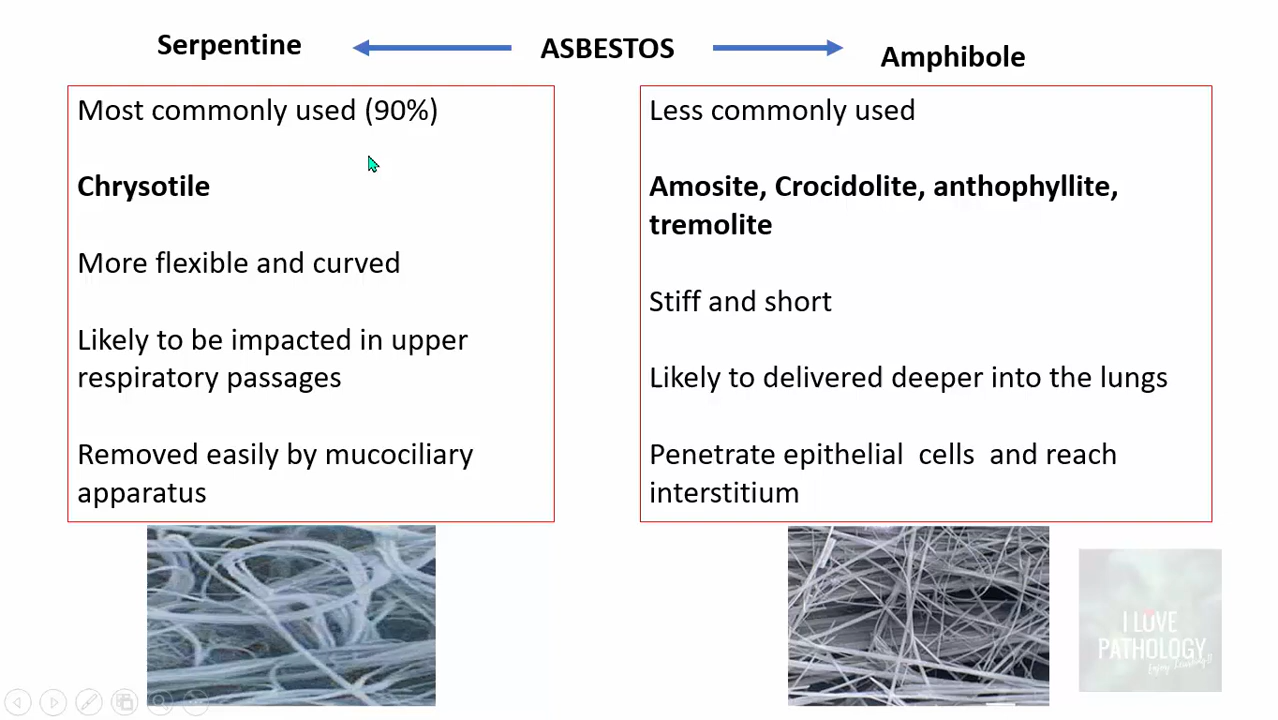 Serpentine
ASBESTOS
Amphibole
Most commonly used (90%)
Chrysotile
More flexible and curved
Likely to be impacted in upper
respiratory passages
Removed easily by mucociliary
apparatus
Less commonly used
Amosite, Crocidolite, anthophyllite,
tremolite
Stiff and short
Likely to delivered deeper into the lungs
Penetrate epithelial cells and reach
interstitium
I LOVE
PATHOLOGY
Enjoy Learning!!